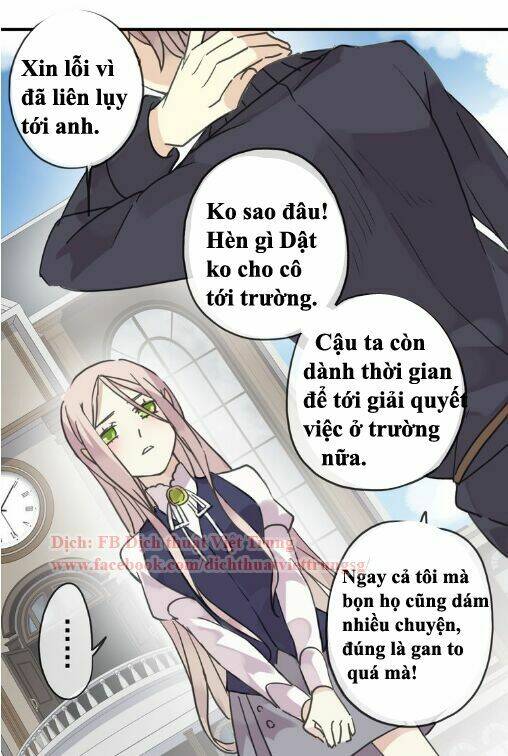 Xin lỗi vì
đã liên lụy
tới anh.
Ko sao đâu!
Hèn gì Dật
ko cho cô
tới trường.
Cậu ta còn
dành thời gian
để tới giải quyết
việc ở trường
nữa.
Dịch: FB Dịch thuật Việt Trung
www.facebook.com/dichthuatviettrungsg
Ngay cả tôi mà
bọn họ cũng dám
nhiều chuyện,
đúng là gan to
quá mà!
......